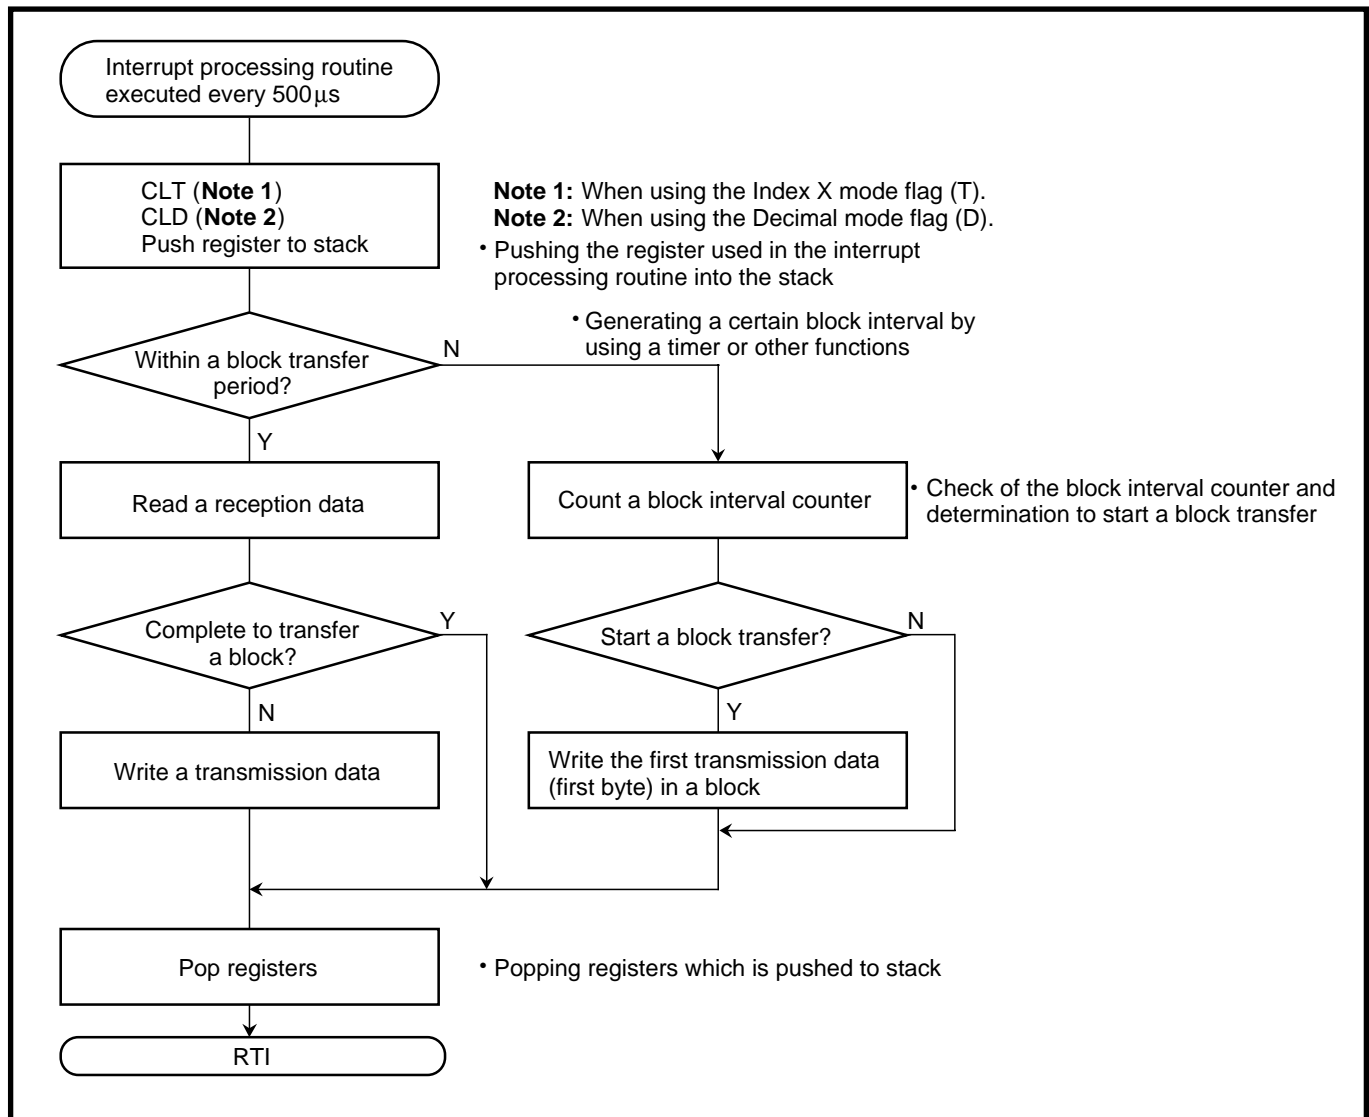 Interrupt processing routine
executed every 500µs
CLT (Note 1)
CLD (Note 2)
Push register to stack
Note 1: When using the Index X mode flag (T).
Note 2: When using the Decimal mode flag (D).
• Pushing the register used in the interrupt
processing routine into the stack
• Generating a certain block interval by
using a timer or other functions
Within a block transfer
period?
N
Y
Read a reception data
Count a block interval counter
• Check of the block interval counter and
determination to start a block transfer
Complete to transfer
a block?
Y
N
Start a block transfer?
N
Y
Write a transmission data
Write the first transmission data
(first byte) in a block
Pop registers
• Popping registers which is pushed to stack
RTI